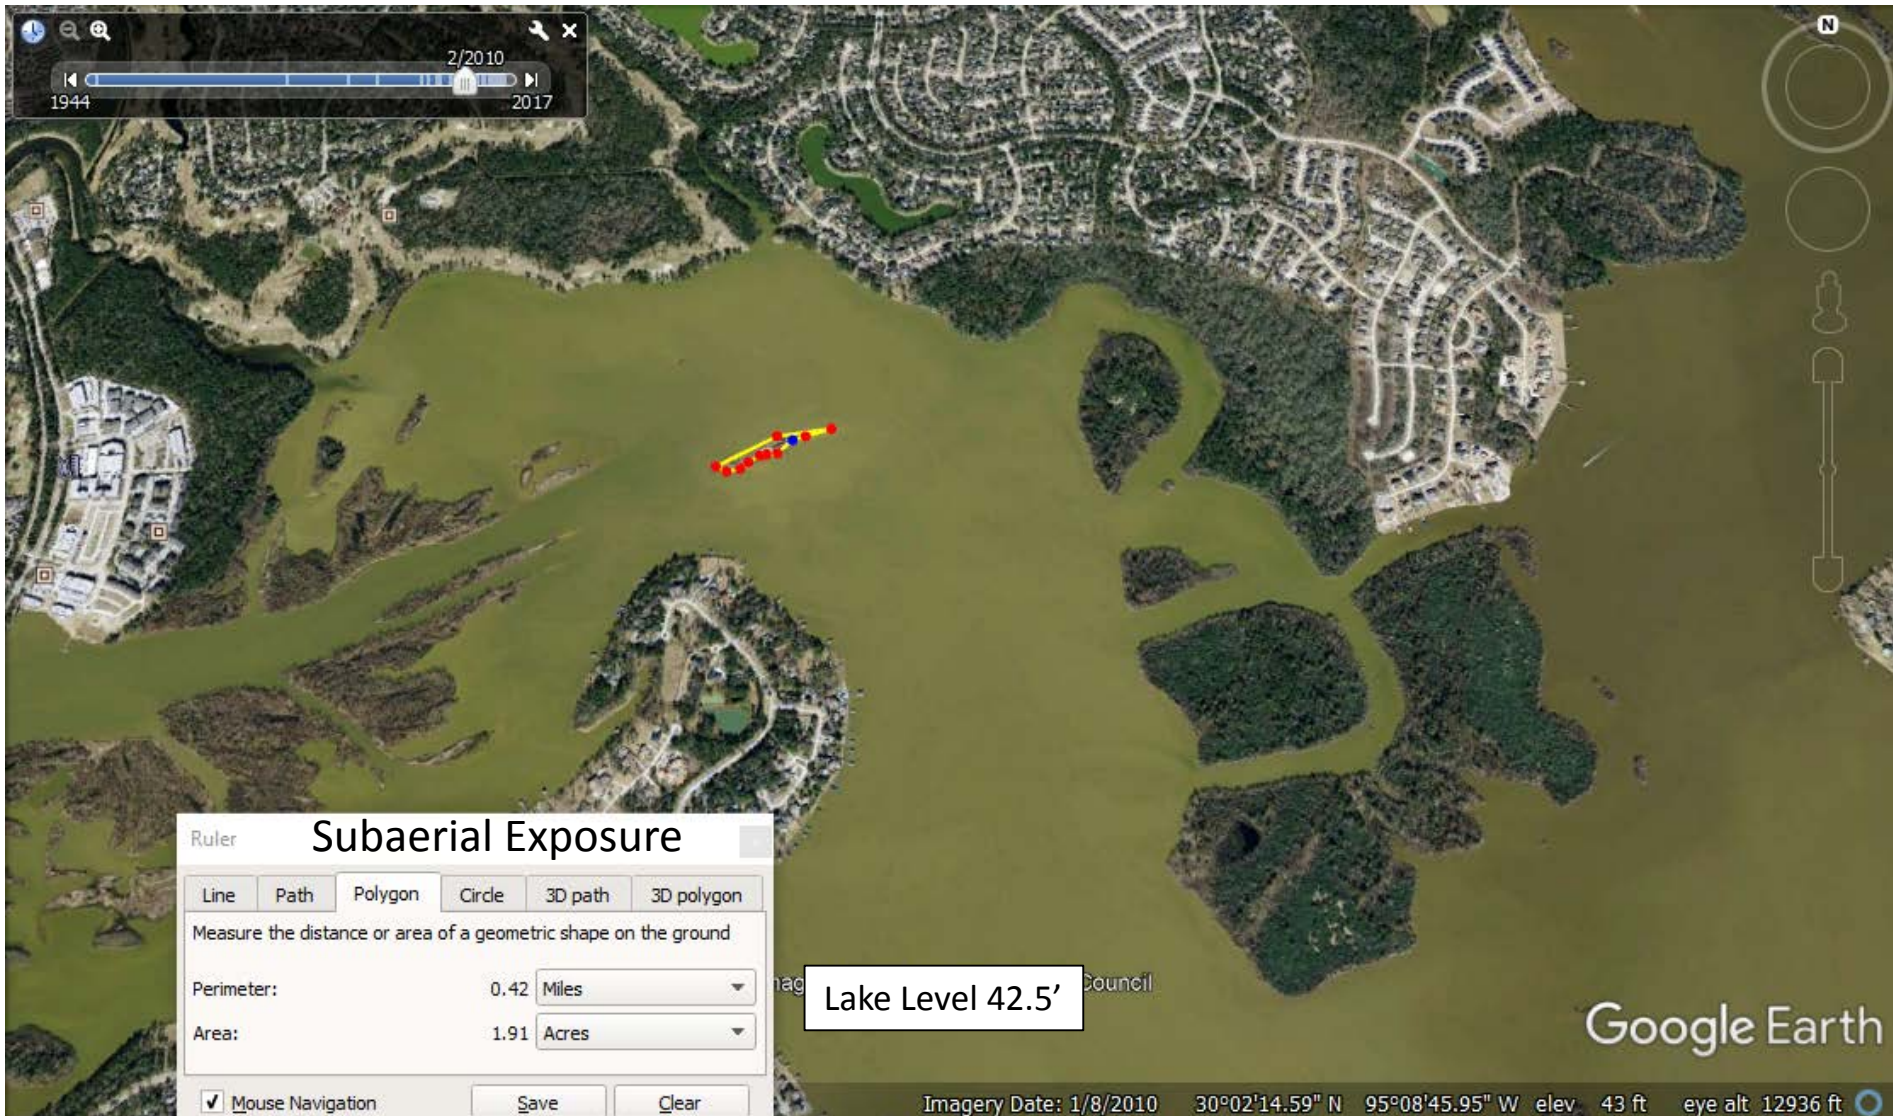 2/2010
1944 2017
N
Ruler
Subaerial Exposure
Line Path Polygon Circle 3D path 3D polygon
Measure the distance or area of a geometric shape on the ground
Perimeter: 0.42 Miles
Area: 1.91 Acres
Mouse Navigation Save Clear
Lake Level 42.5’
Council
Google Earth
Imagery Date: 1/8/2010 30°02'14.59" N 95°08'45.95" W elev 43 ft eye alt 12936 ft